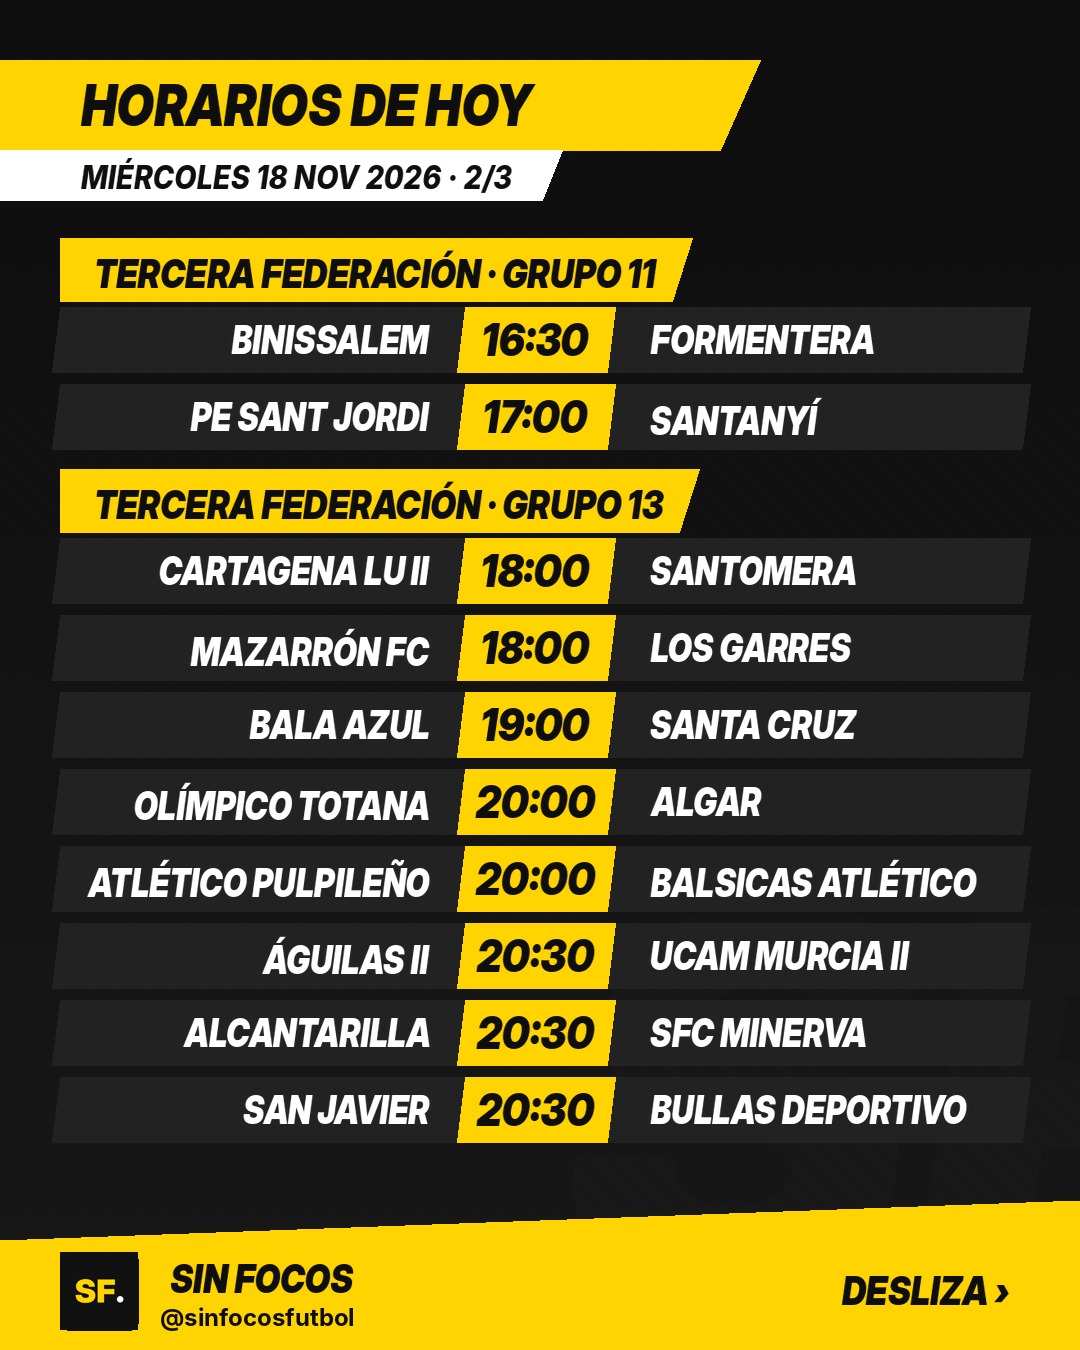 HORARIOS DE HOY
MIÉRCOLES 18 NOV 2026 · 2/3
TERCERA FEDERACIÓN · GRUPO 11
BINISSALEM 16:30 FORMENTERA
PE SANT JORDI 17:00 SANTANYÍ
TERCERA FEDERACIÓN · GRUPO 13
CARTAGENA LU II 18:00 SANTOMERA
MAZARRÓN FC 18:00 LOS GARRES
BALA AZUL 19:00 SANTA CRUZ
OLÍMPICO TOTANA 20:00 ALGAR
ATLÉTICO PULPILEÑO 20:00 BALSICAS ATLÉTICO
ÁGUILAS II 20:30 UCAM MURCIA II
ALCANTARILLA 20:30 SFC MINERVA
SAN JAVIER 20:30 BULLAS DEPORTIVO
SF.
SIN FOCOS
@sinfocosfutbol
DESLIZA ›